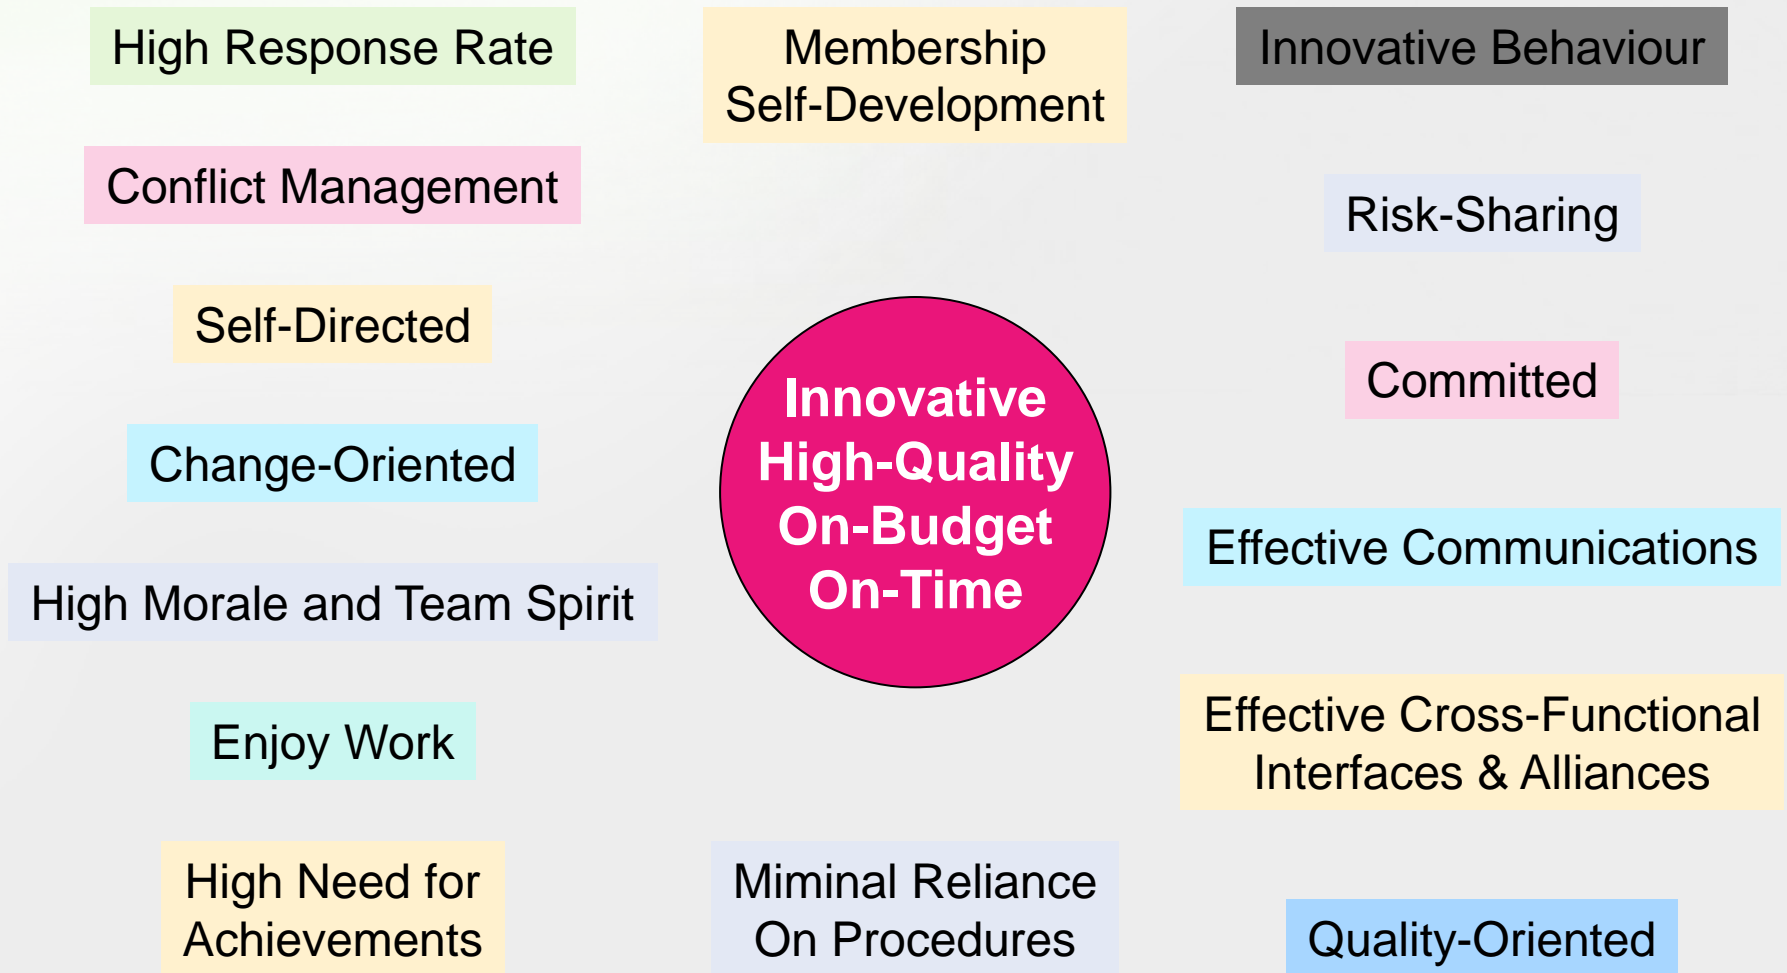 High Response Rate
Membership
Self-Development
Innovative Behaviour
Conflict Management
Risk-Sharing
Self-Directed
Committed
Innovative
High-Quality
On-Budget
On-Time
Change-Oriented
Effective Communications
High Morale and Team Spirit
Enjoy Work
Effective Cross-Functional
Interfaces & Alliances
High Need for
Achievements
Miminal Reliance
On Procedures
Quality-Oriented